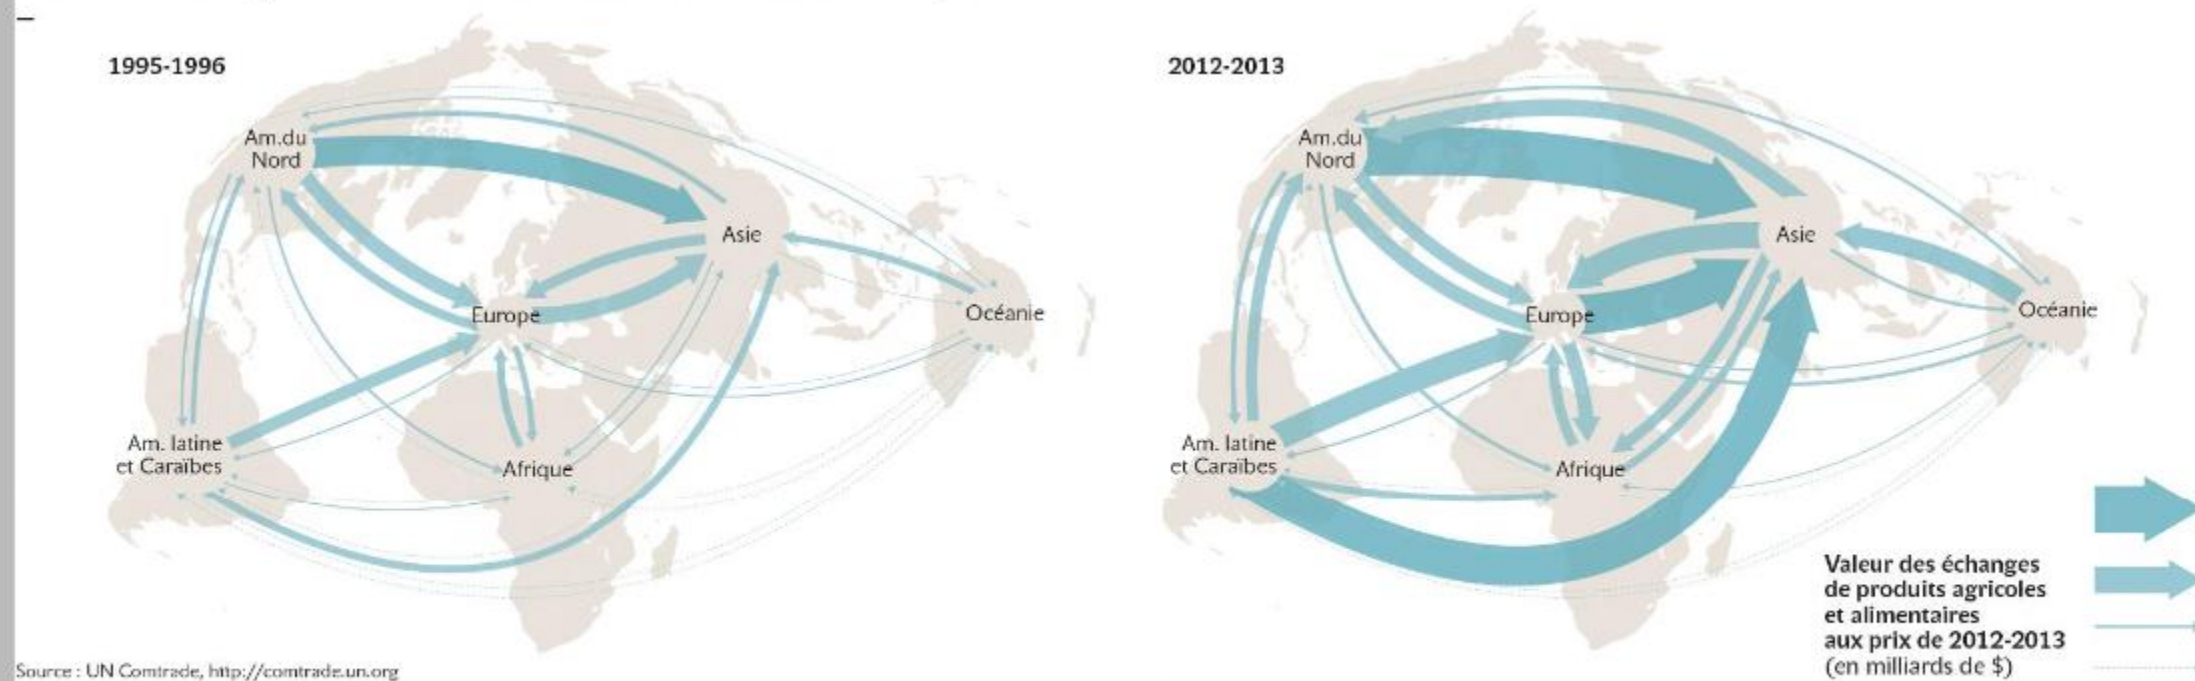 1995-1996
Am.du
Nord
Asie
Europe
Océanie
Am. latine
et Caraïbes
Afrique
2012-2013
Am.du
Nord
Asie
Europe
Océanie
Am. latine
et Caraïbes
Afrique
Valeur des échanges
de produits agricoles
et alimentaires
aux prix de 2012-2013
(en milliards de $)
Source : UN Comtrade, http://comtrade.un.org